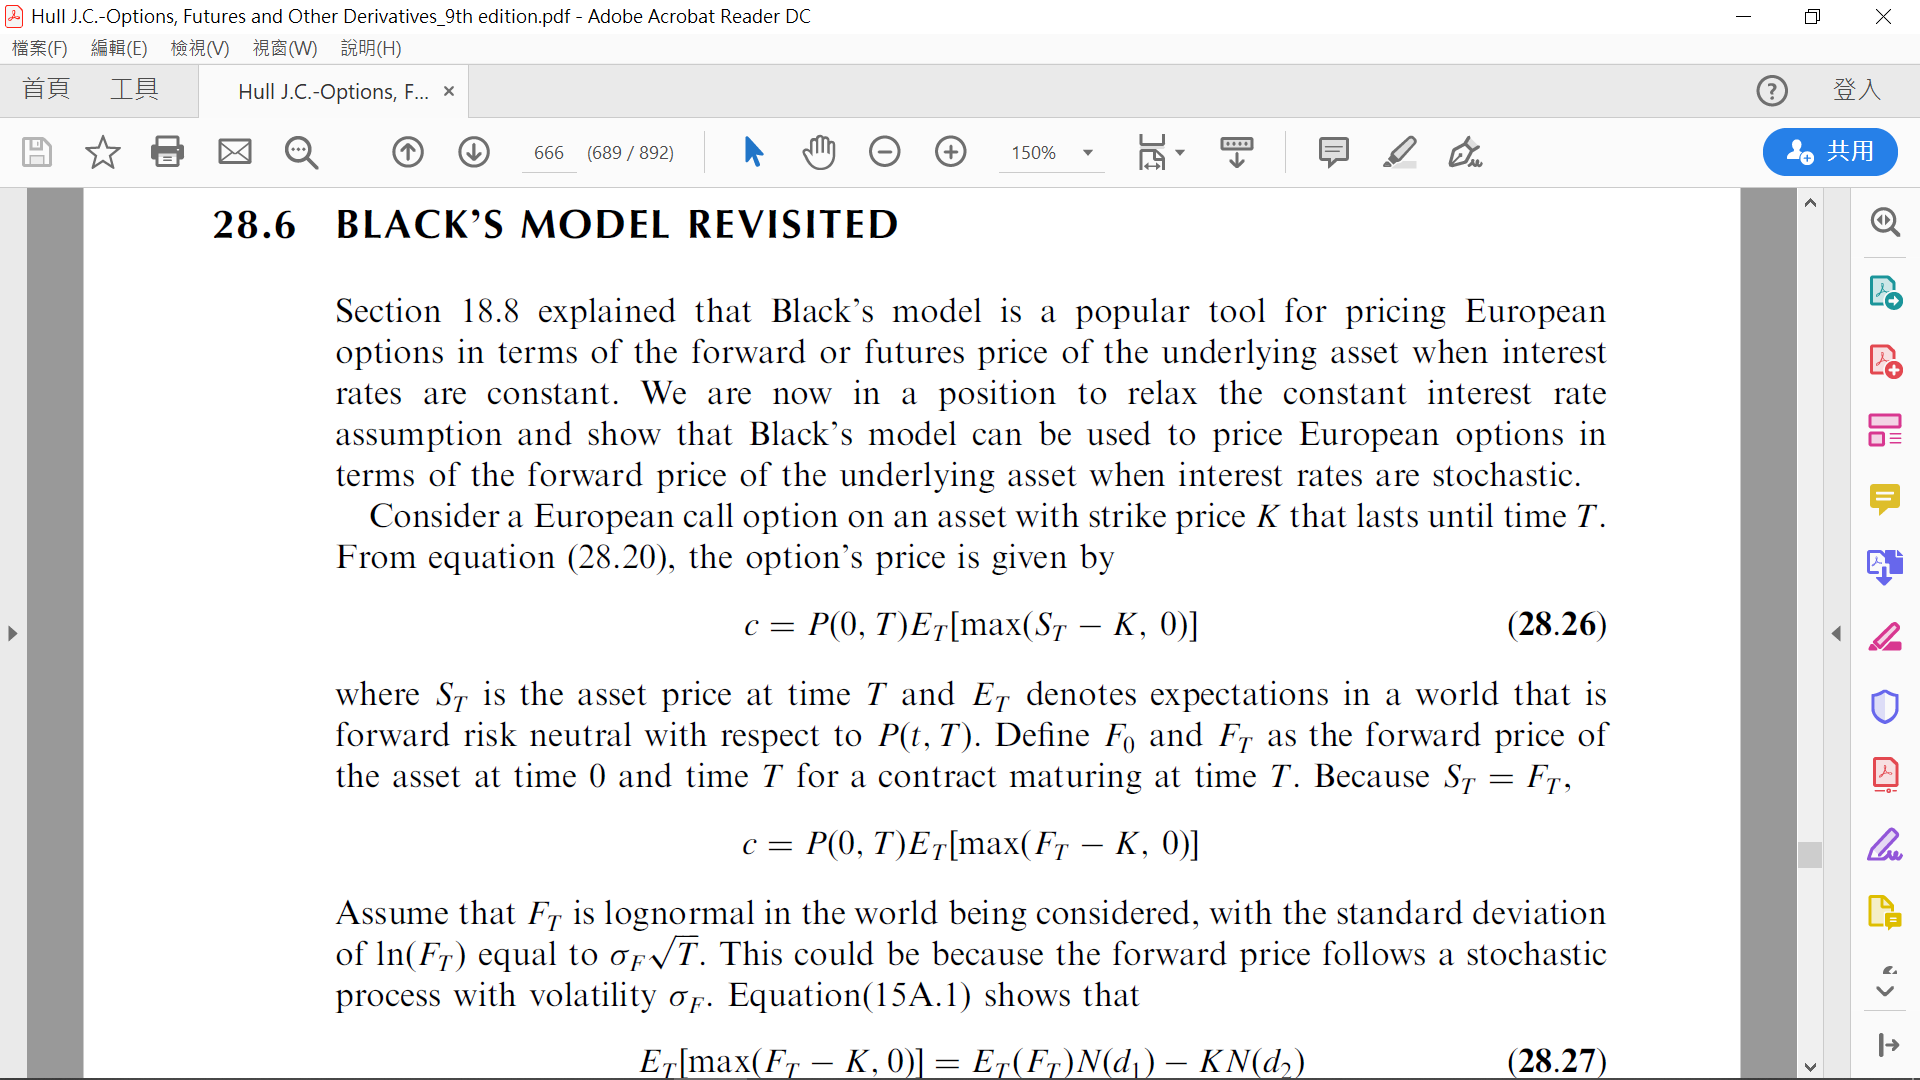 Hull J.C.-Options, Futures and Other Derivatives_9th edition.pdf - Adobe Acrobat Reader DC
檔案(F) 編輯(E) 檢視(V) 視窗(W) 說明(H)
首頁 工具 Hull J.C.-Options, F... × ? 登入
666 (689 / 892) 150% 共用
28.6 BLACK’S MODEL REVISITED
Section 18.8 explained that Black’s model is a popular tool for pricing European
options in terms of the forward or futures price of the underlying asset when interest
rates are constant. We are now in a position to relax the constant interest rate
assumption and show that Black’s model can be used to price European options in
terms of the forward price of the underlying asset when interest rates are stochastic.
Consider a European call option on an asset with strike price K that lasts until time T.
From equation (28.20), the option’s price is given by
c = P(0, T)E_T[max(S_T − K, 0)] (28.26)
where S_T is the asset price at time T and E_T denotes expectations in a world that is
forward risk neutral with respect to P(t, T). Define F_0 and F_T as the forward price of
the asset at time 0 and time T for a contract maturing at time T. Because S_T = F_T,
c = P(0, T)E_T[max(F_T − K, 0)]
Assume that F_T is lognormal in the world being considered, with the standard deviation
of ln(F_T) equal to σ_F√T. This could be because the forward price follows a stochastic
process with volatility σ_F. Equation(15A.1) shows that
E_T[max(F_T − K, 0)] = E_T(F_T)N(d_1) − KN(d_2) (28.27)